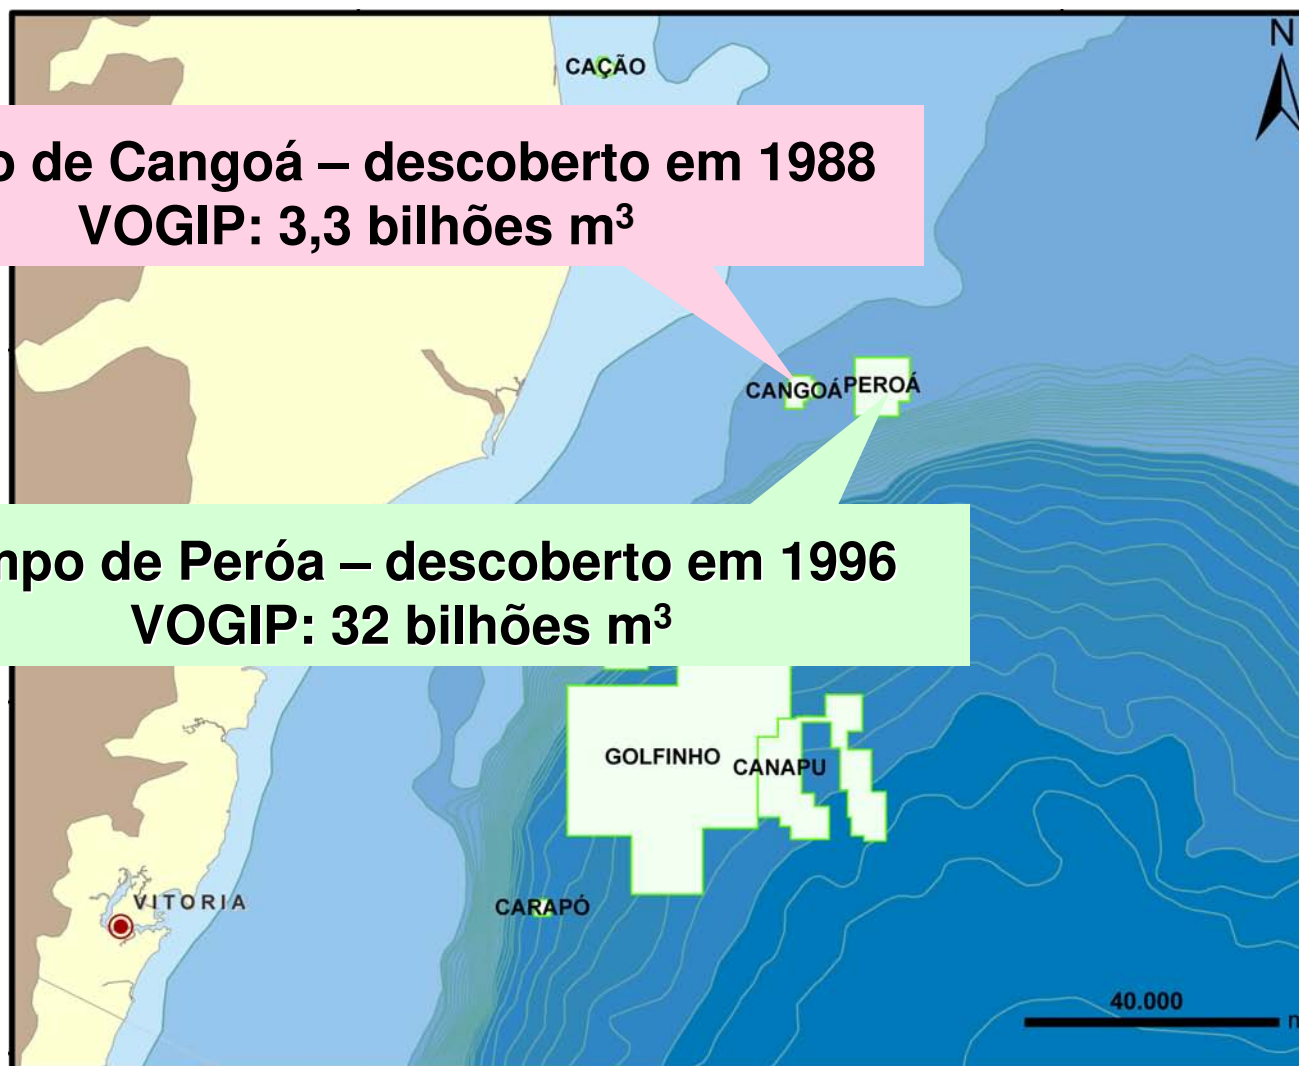 N
CAÇÃO
o de Cangoá – descoberto em 1988
VOGIP: 3,3 bilhões m³
CANGOÁ
PEROÁ
mpo de Peróa – descoberto em 1996
VOGIP: 32 bilhões m³
GOLFINHO
CANAPU
VITORIA
CARAPÓ
40.000
m